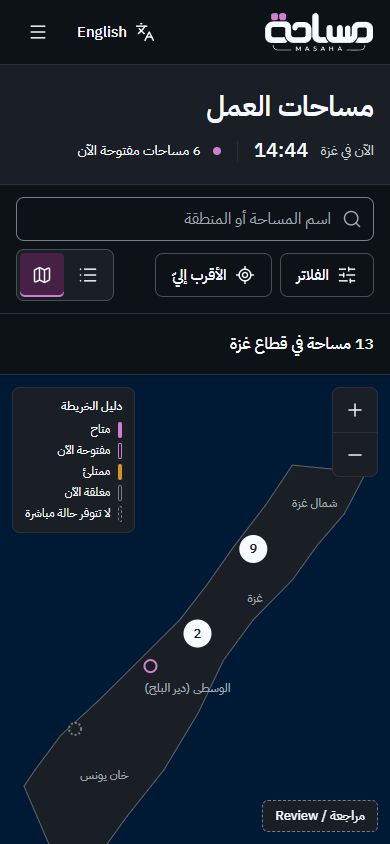 مساحة
MASAHA
English
مساحات العمل
الآن في غزة 14:44 6 مساحات مفتوحة الآن
اسم المساحة أو المنطقة
الفلاتر
الأقرب إليّ
13 مساحة في قطاع غزة
دليل الخريطة
متاح
مفتوحة الآن
ممتلئ
مغلقة الآن
لا تتوفر حالة مباشرة
+
−
شمال غزة
9
غزة
2
الوسطى (دير البلح)
خان يونس
مراجعة / Review